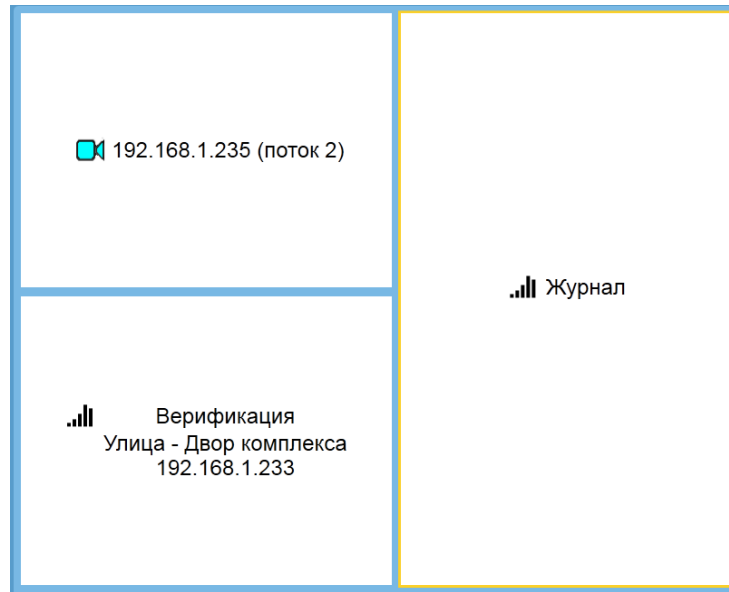 192.168.1.235 (поток 2)
Верификация
Улица - Двор комплекса
192.168.1.233
Журнал